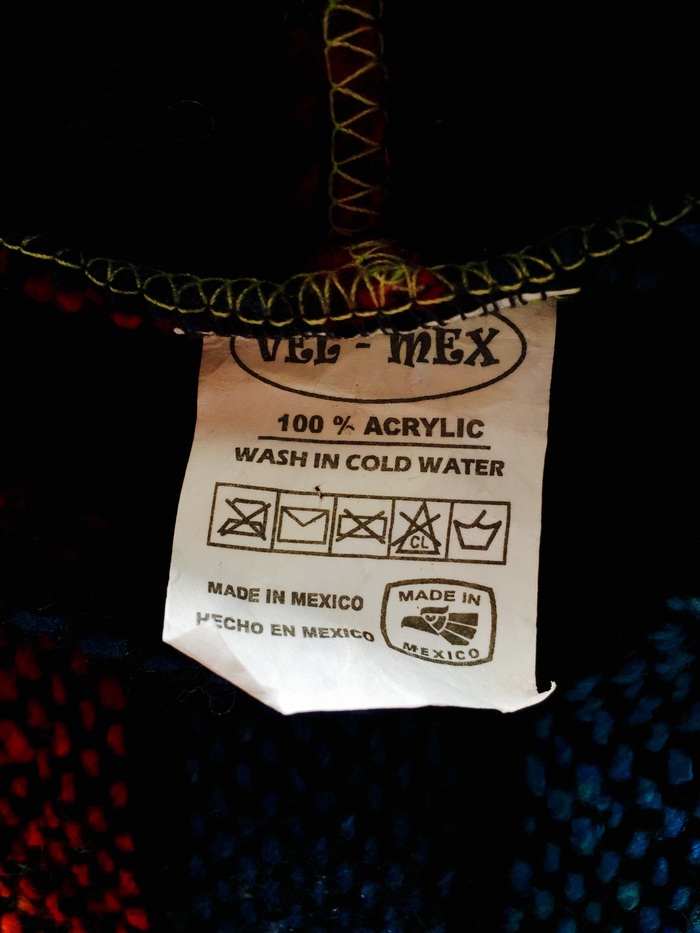 VEL - MEX
100 % ACRYLIC
WASH IN COLD WATER
CL
MADE IN MEXICO
HECHO EN MEXICO
MADE IN
MEXICO